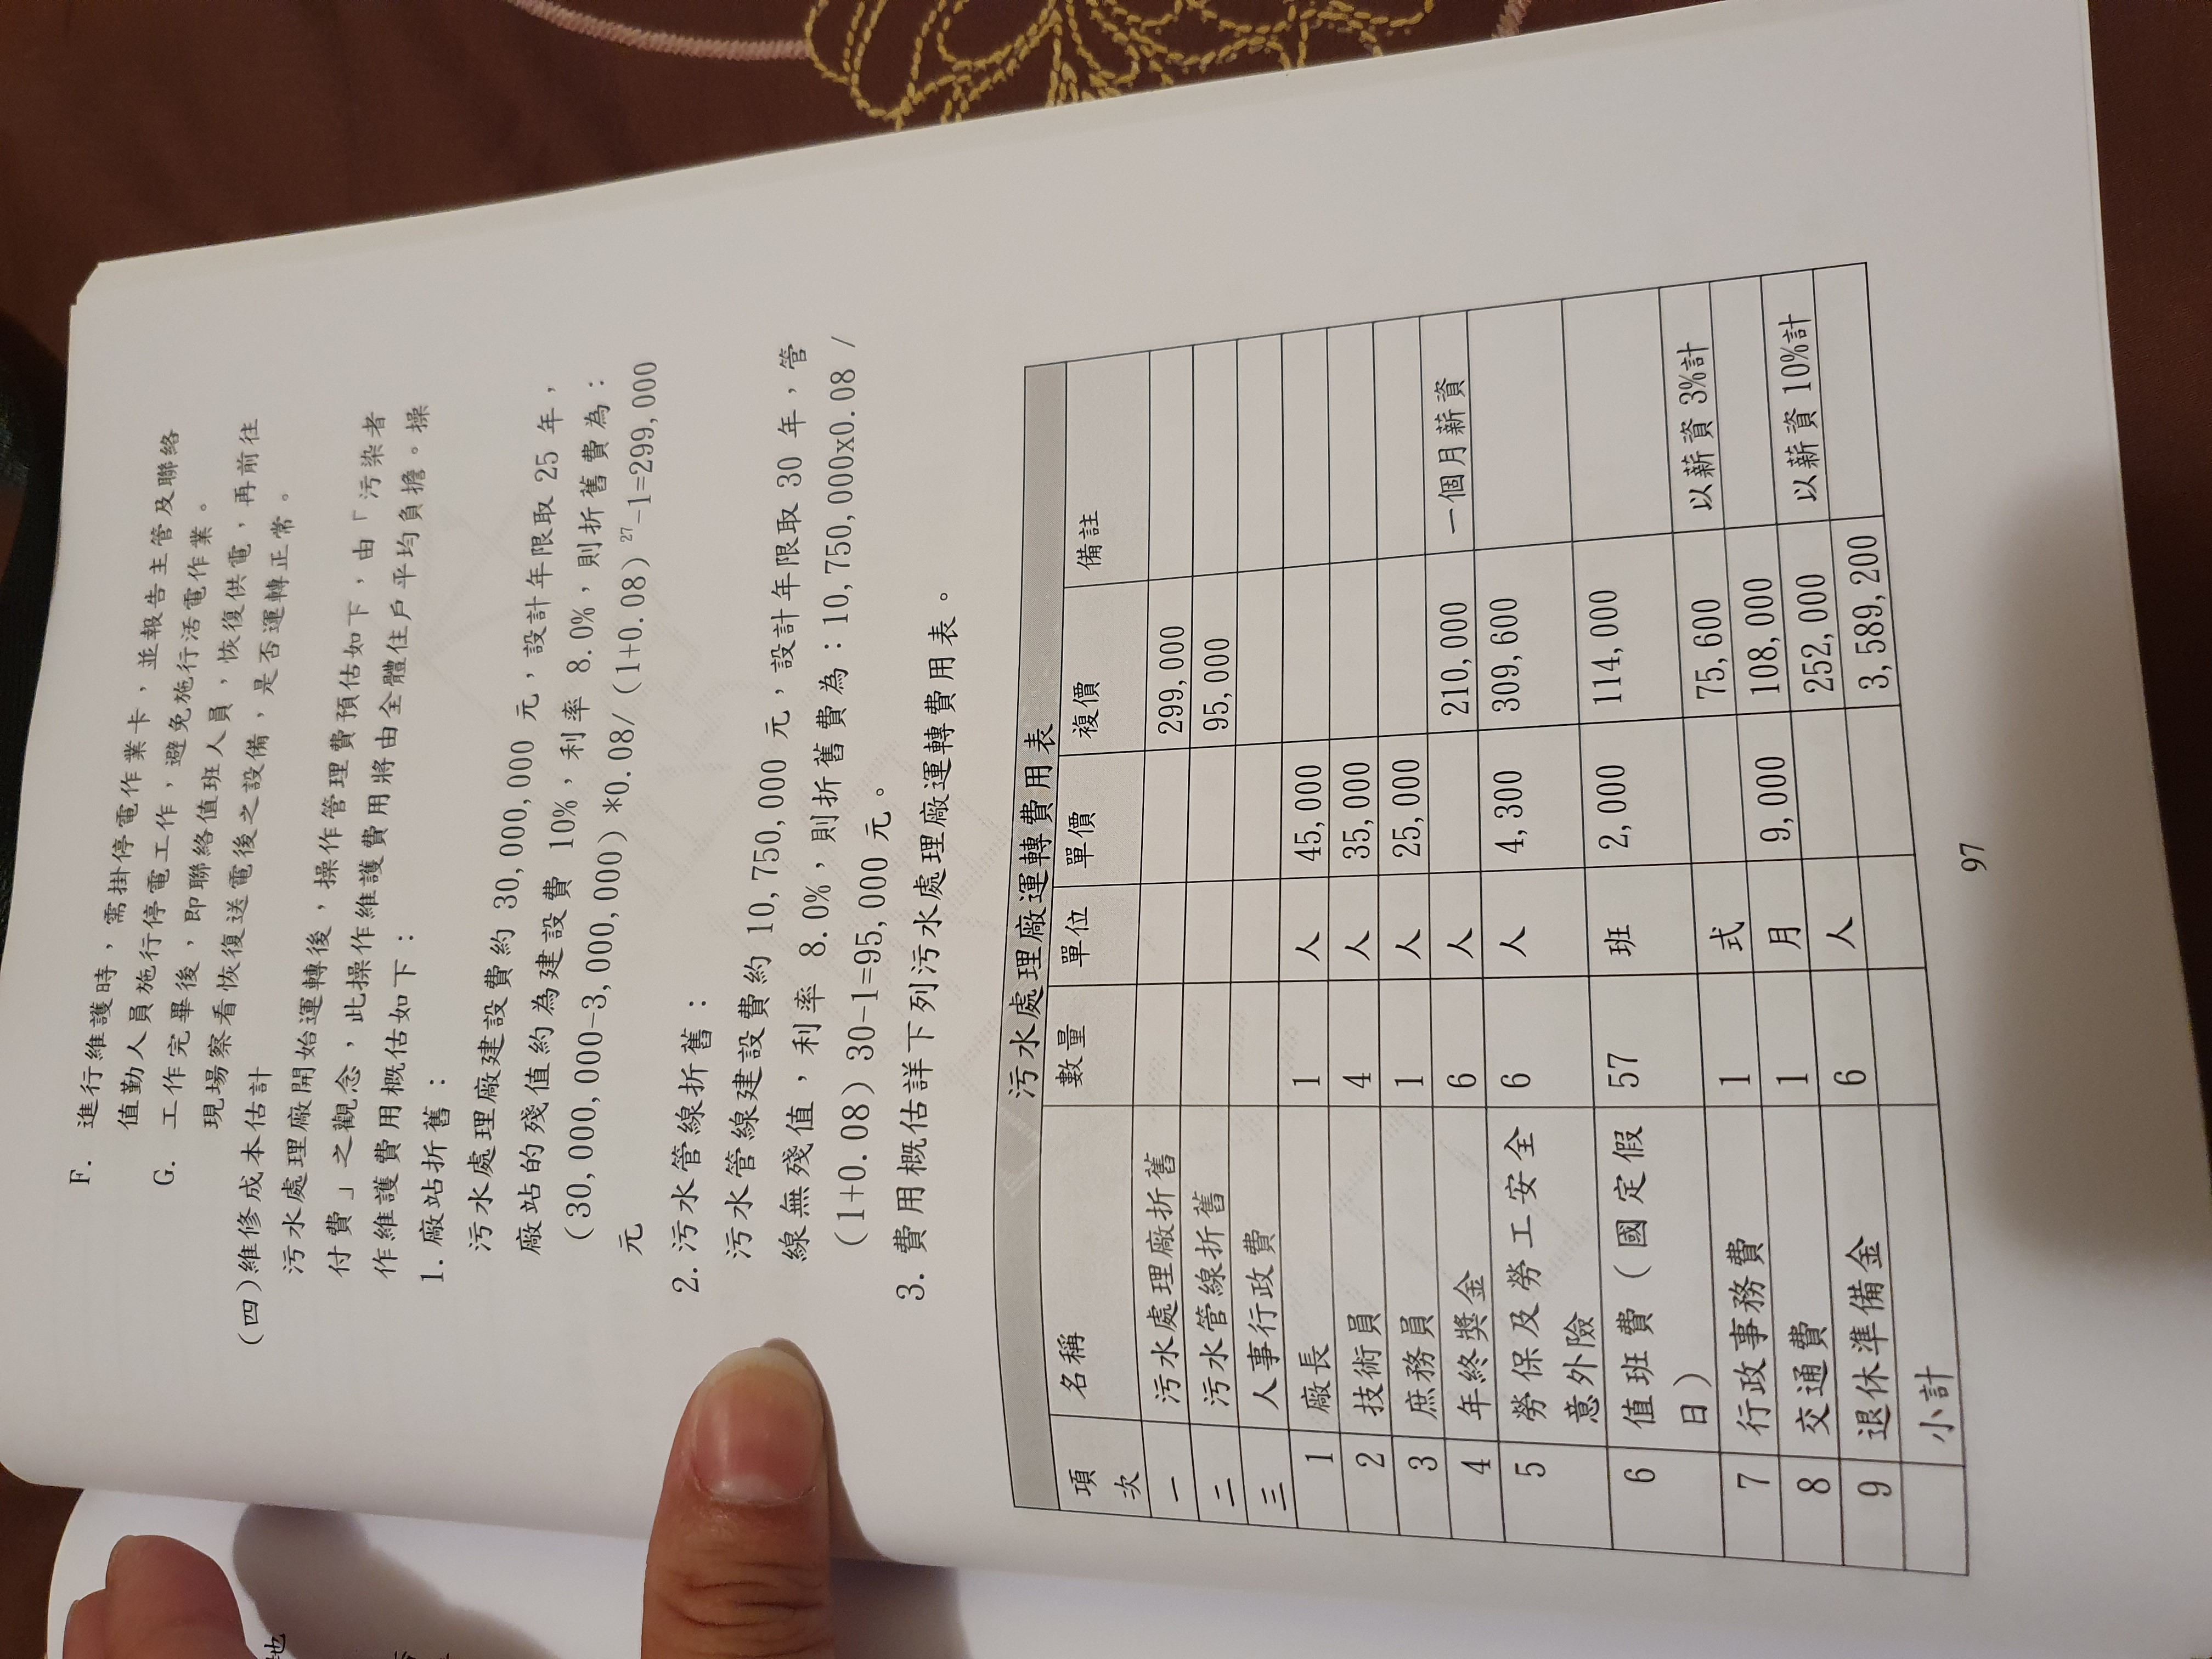 地
F. 進行維護時，需掛停電作業卡，並報告主管及聯絡
值勤人員施行停電工作，避免施行活電作業。
G. 工作完畢後，即聯絡值班人員，恢復供電，再前往
現場察看恢復送電後之設備，是否運轉正常。
(四)維修成本估計
污水處理廠開始運轉後，操作管理費預估如下，由「污染者
付費」之觀念，此操作維護費用將由全體住戶平均負擔。操
作維護費用概估如下：
1. 廠站折舊：
污水處理廠建設費約 30,000,000 元，設計年限取 25 年，
廠站的殘值約為建設費 10%，利率 8.0%，則折舊費為：
（30,000,000-3,000,000）*0.08/（1+0.08）²⁷-1=299,000
元
2. 污水管線折舊：
污水管線建設費約 10,750,000 元，設計年限取 30 年，管
線無殘值，利率 8.0%，則折舊費為：10,750,000x0.08 /
（1+0.08）30-1=95,000 元。
3. 費用概估詳下列污水處理廠運轉費用表。
污水處理廠運轉費用表
項次 名稱 數量 單位 單價 複價 備註
一 污水處理廠折舊 299,000
二 污水管線折舊 95,000
三 人事行政費
1 廠長 1 人 45,000
2 技術員 4 人 35,000
3 庶務員 1 人 25,000
4 年終獎金 6 人 210,000 一個月薪資
5 勞保及勞工安全意外險 6 人 4,300 309,600
6 值班費（國定假日） 57 班 2,000 114,000
7 行政事務費 1 式 75,600 以薪資 3%計
8 交通費 1 月 9,000 108,000
9 退休準備金 6 人 252,000 以薪資 10%計
小計 3,589,200
97